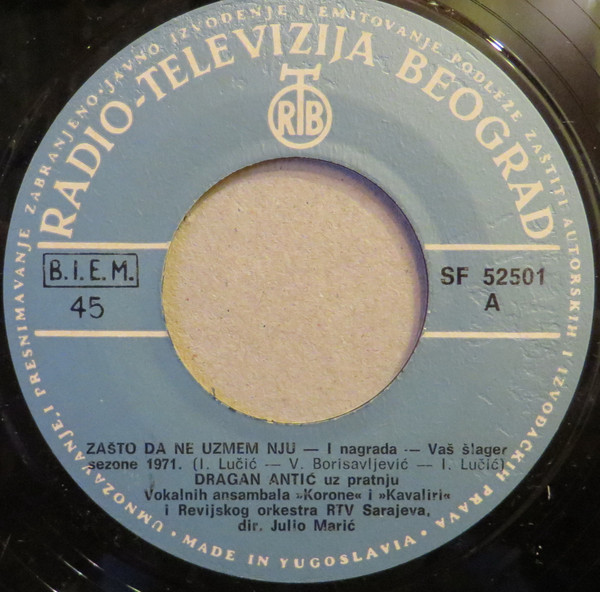 UMNOŽAVANJE, I PRESNIMAVANJE ZABRANJENO·JAVNO IZVOĐENJE I EMITOVANJE PODLEŽE ZAŠTITI AUTORSKIH I IZVOĐAČKIH PRAVA ·
RADIO-TELEVIZIJA BEOGRAD
RTB
B.I.E.M.
45
SF 52501
A
ZAŠTO DA NE UZMEM NJU — I nagrada — Vaš šlager
sezone 1971. (I. Lučić — V. Borisavljević — I. Lučić)
DRAGAN ANTIĆ uz pratnju
Vokalnih ansambala »Korone« i »Kavaliri«
i Revijskog orkestra RTV Sarajeva,
dir. Julio Marić
· MADE IN YUGOSLAVIA ·